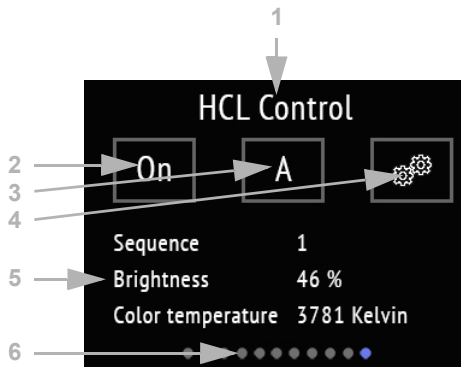 1
HCL Control
2 On A
3
4
Sequence 1
5 Brightness 46 %
Color temperature 3781 Kelvin
6